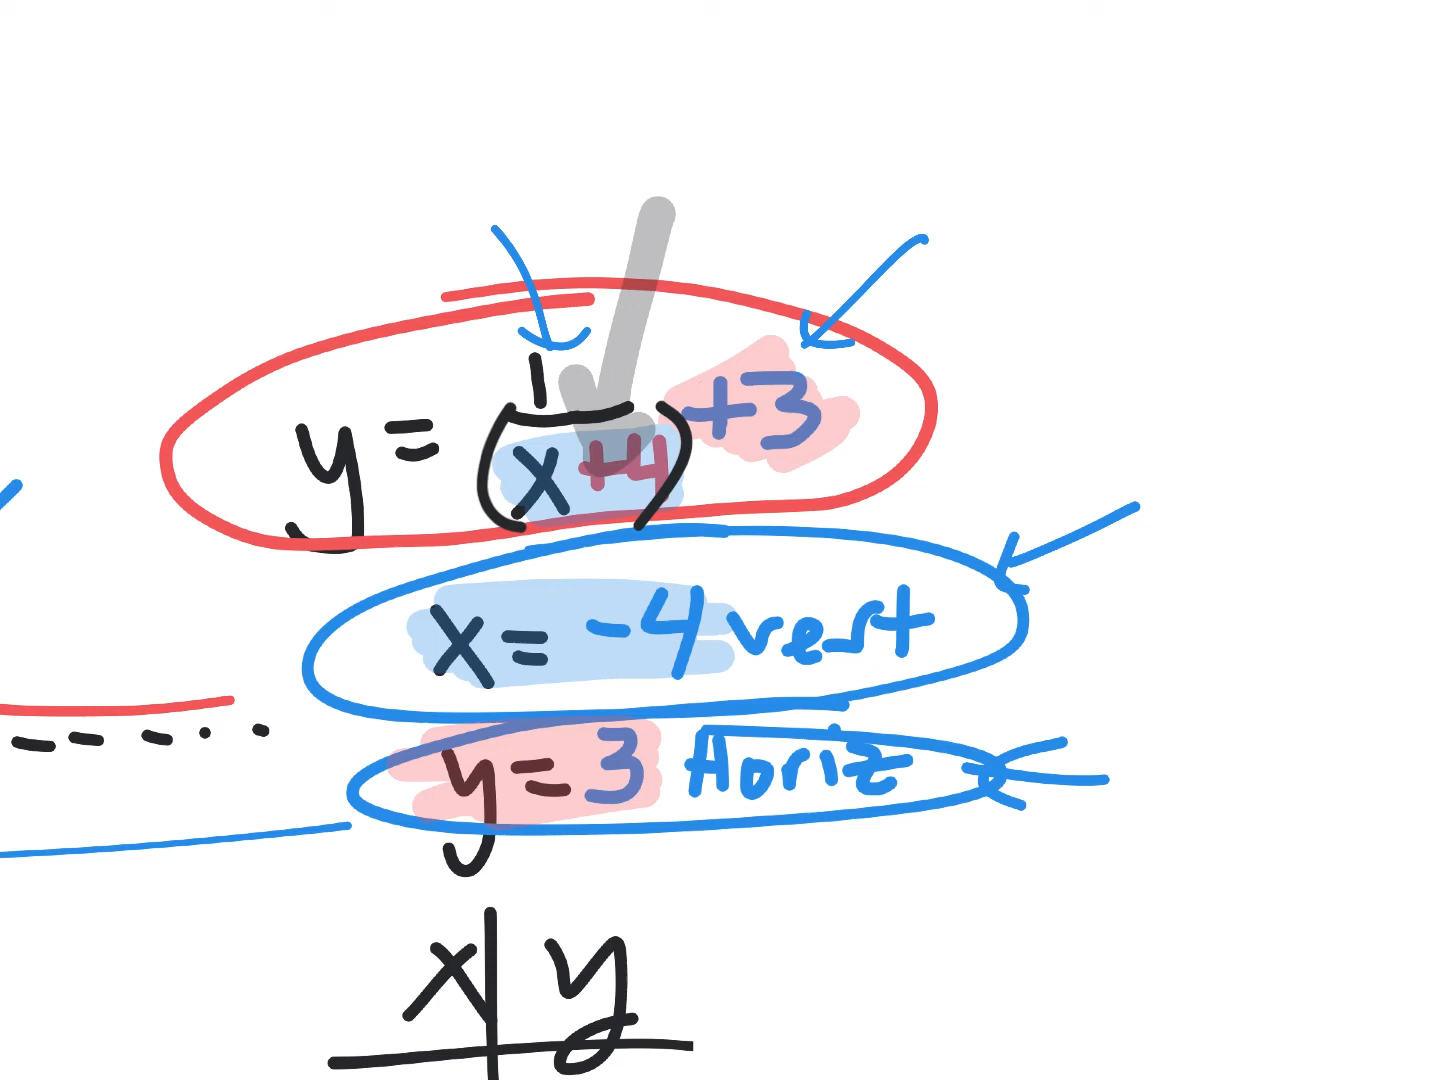 y = 1/(x+4) +3
x = -4 vert
y = 3 Horiz
x | y